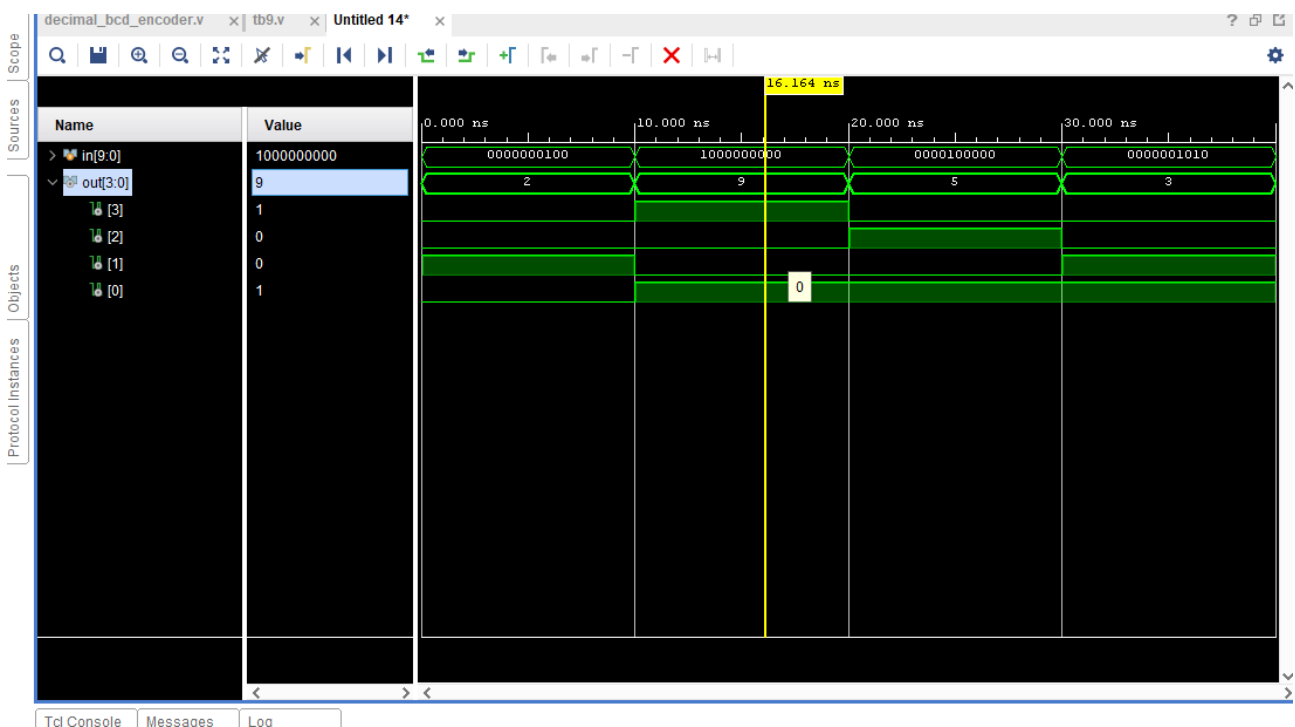 decimal_bcd_encoder.v × tb9.v × Untitled 14* ×
?
Scope
Sources
Objects
Protocol Instances
16.164 ns
Name Value 0.000 ns 10.000 ns 20.000 ns 30.000 ns
in[9:0] 1000000000 0000000100 1000000000 0000100000 0000001010
out[3:0] 9 2 9 5 3
[3] 1
[2] 0
[1] 0
[0] 1 0
Tcl Console Messages Log